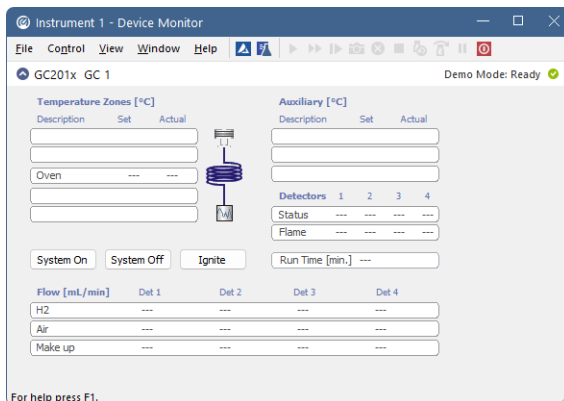 Instrument 1 - Device Monitor
File Control View Window Help
GC201x GC 1 Demo Mode: Ready
Temperature Zones [°C] Auxiliary [°C]
Description Set Actual Description Set Actual
Oven --- ---
Detectors 1 2 3 4
Status --- --- --- ---
Flame --- --- --- ---
System On System Off Ignite Run Time [min.] ---
Flow [mL/min] Det 1 Det 2 Det 3 Det 4
H2 --- --- --- ---
Air --- --- --- ---
Make up --- --- --- ---
For help press F1.